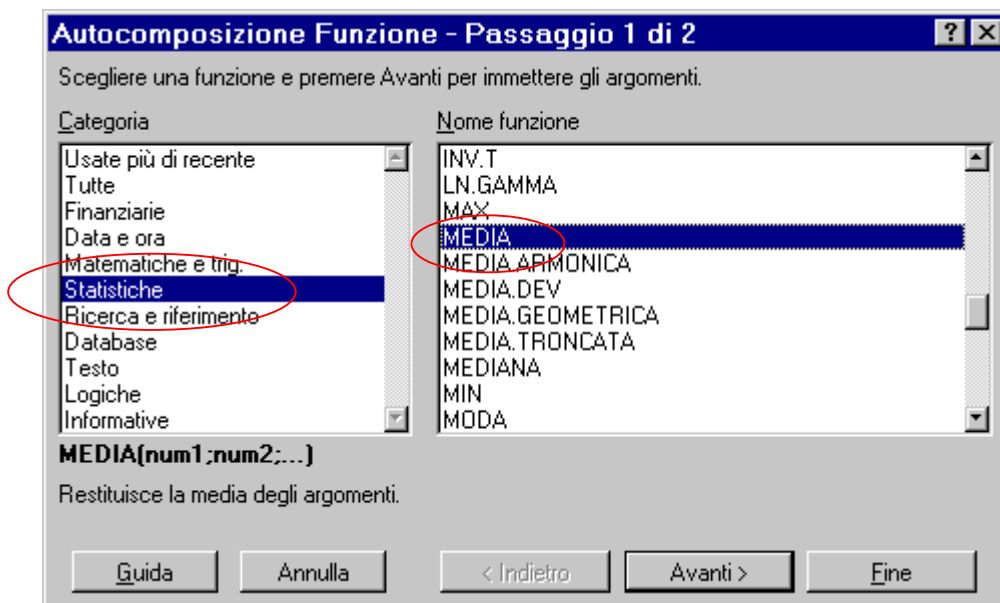 Autocomposizione Funzione - Passaggio 1 di 2
Scegliere una funzione e premere Avanti per immettere gli argomenti.
Categoria
Usate più di recente
Tutte
Finanziarie
Data e ora
Matematiche e trig.
Statistiche
Ricerca e riferimento
Database
Testo
Logiche
Informative
Nome funzione
INV.T
LN.GAMMA
MAX
MEDIA
MEDIA.ARMONICA
MEDIA.DEV
MEDIA.GEOMETRICA
MEDIA.TRONCATA
MEDIANA
MIN
MODA
MEDIA(num1;num2;...)
Restituisce la media degli argomenti.
Guida
Annulla
< Indietro
Avanti >
Fine